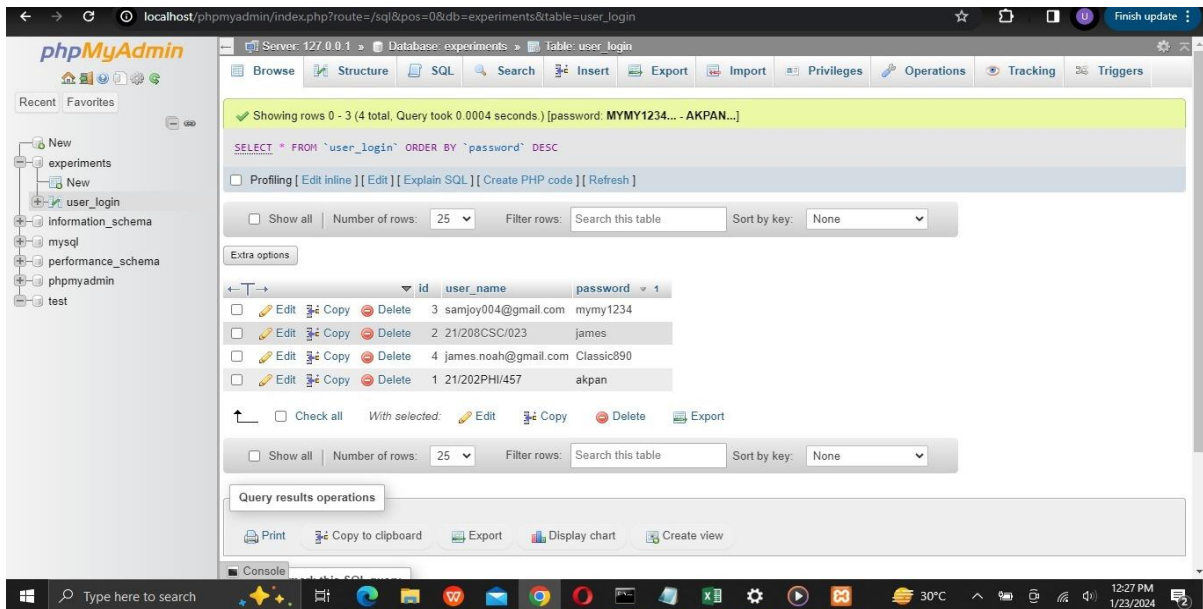 localhost/phpmyadmin/index.php?route=/sql&pos=0&db=experiments&table=user_login
U Finish update
phpMyAdmin
Recent Favorites
New
experiments
New
user_login
information_schema
mysql
performance_schema
phpmyadmin
test
Server: 127.0.0.1 » Database: experiments » Table: user_login
Browse Structure SQL Search Insert Export Import Privileges Operations Tracking Triggers
Showing rows 0 - 3 (4 total, Query took 0.0004 seconds.) [password: MYMY1234... - AKPAN...]
SELECT * FROM `user_login` ORDER BY `password` DESC
Profiling [ Edit inline ] [ Edit ] [ Explain SQL ] [ Create PHP code ] [ Refresh ]
Show all | Number of rows: 25 Filter rows: Search this table Sort by key: None
Extra options
←T→ id user_name password 1
Edit Copy Delete 3 samjoy004@gmail.com mymy1234
Edit Copy Delete 2 21/208CSC/023 james
Edit Copy Delete 4 james.noah@gmail.com Classic890
Edit Copy Delete 1 21/202PHI/457 akpan
Check all With selected: Edit Copy Delete Export
Show all | Number of rows: 25 Filter rows: Search this table Sort by key: None
Query results operations
Print Copy to clipboard Export Display chart Create view
Console
Type here to search
30°C
12:27 PM
1/23/2024